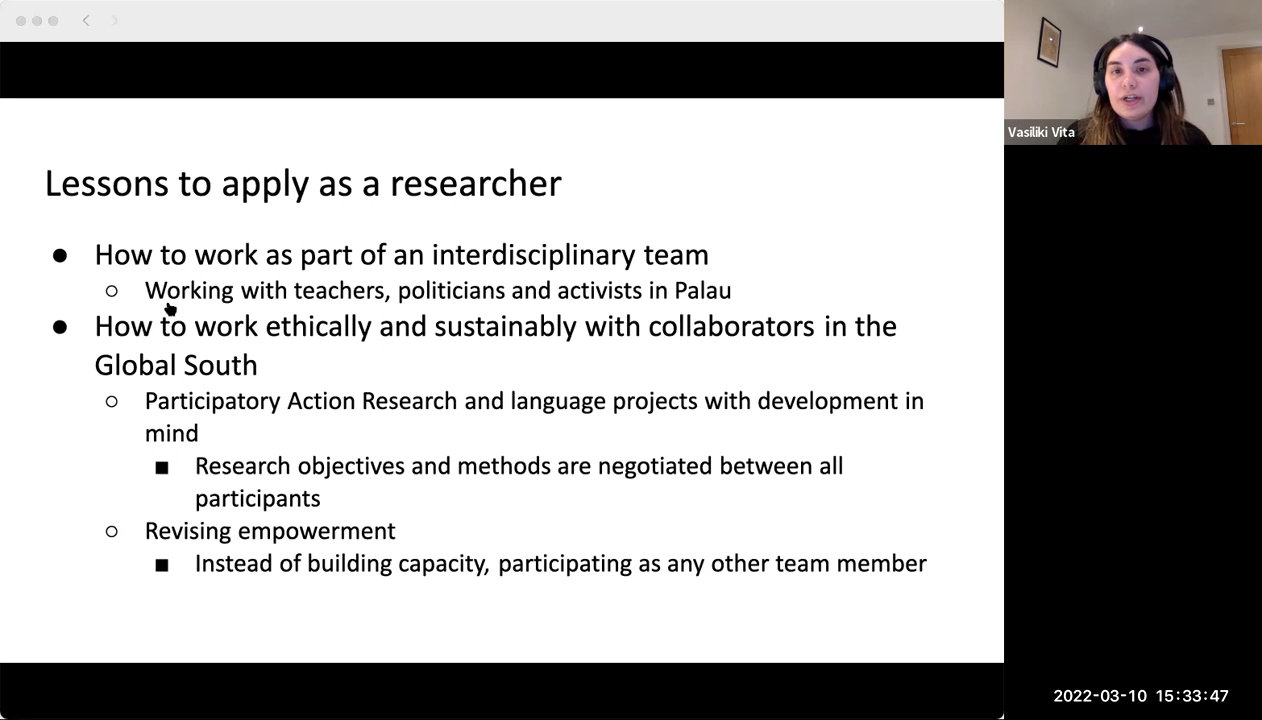 Lessons to apply as a researcher
● How to work as part of an interdisciplinary team
○ Working with teachers, politicians and activists in Palau
● How to work ethically and sustainably with collaborators in the
Global South
○ Participatory Action Research and language projects with development in
mind
■ Research objectives and methods are negotiated between all
participants
○ Revising empowerment
■ Instead of building capacity, participating as any other team member
Vasiliki Vita
2022-03-10 15:33:47